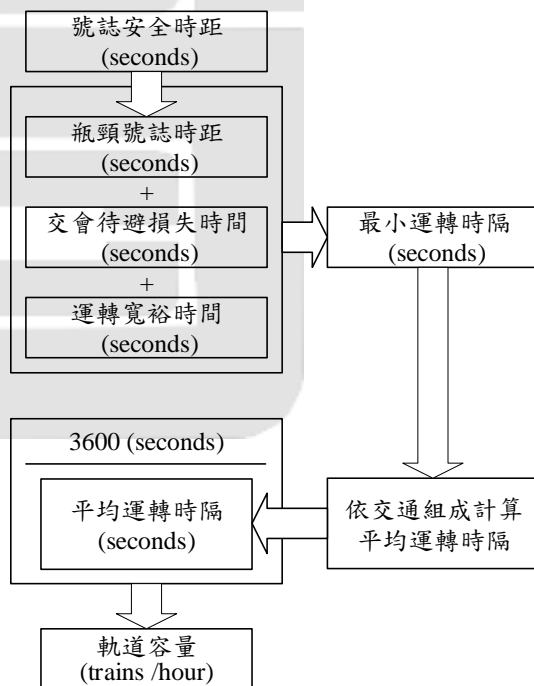 號誌安全時距
(seconds)
瓶頸號誌時距
(seconds)
+
交會待避損失時間
(seconds)
+
運轉寬裕時間
(seconds)
最小運轉時隔
(seconds)
3600 (seconds)
平均運轉時隔
(seconds)
依交通組成計算
平均運轉時隔
軌道容量
(trains /hour)